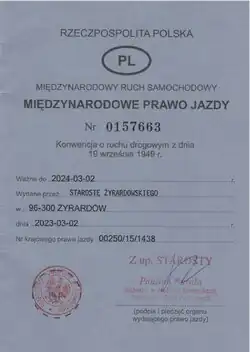 RZECZPOSPOLITA POLSKA
PL
MIĘDZYNARODOWY RUCH SAMOCHODOWY
MIĘDZYNARODOWE PRAWO JAZDY
Nr 0157663
Konwencja o ruchu drogowym z dnia
19 września 1949 r.
Ważne do 2024-03-02 r.
Wydane przez STAROSTĘ ŻYRARDOWSKIEGO
w 96-300 ŻYRARDÓW
dnia 2023-03-02 r.
Nr krajowego prawa jazdy 00250/15/1438
Z up. STAROSTY
(podpis i pieczęć organu
wydającego prawo jazdy)